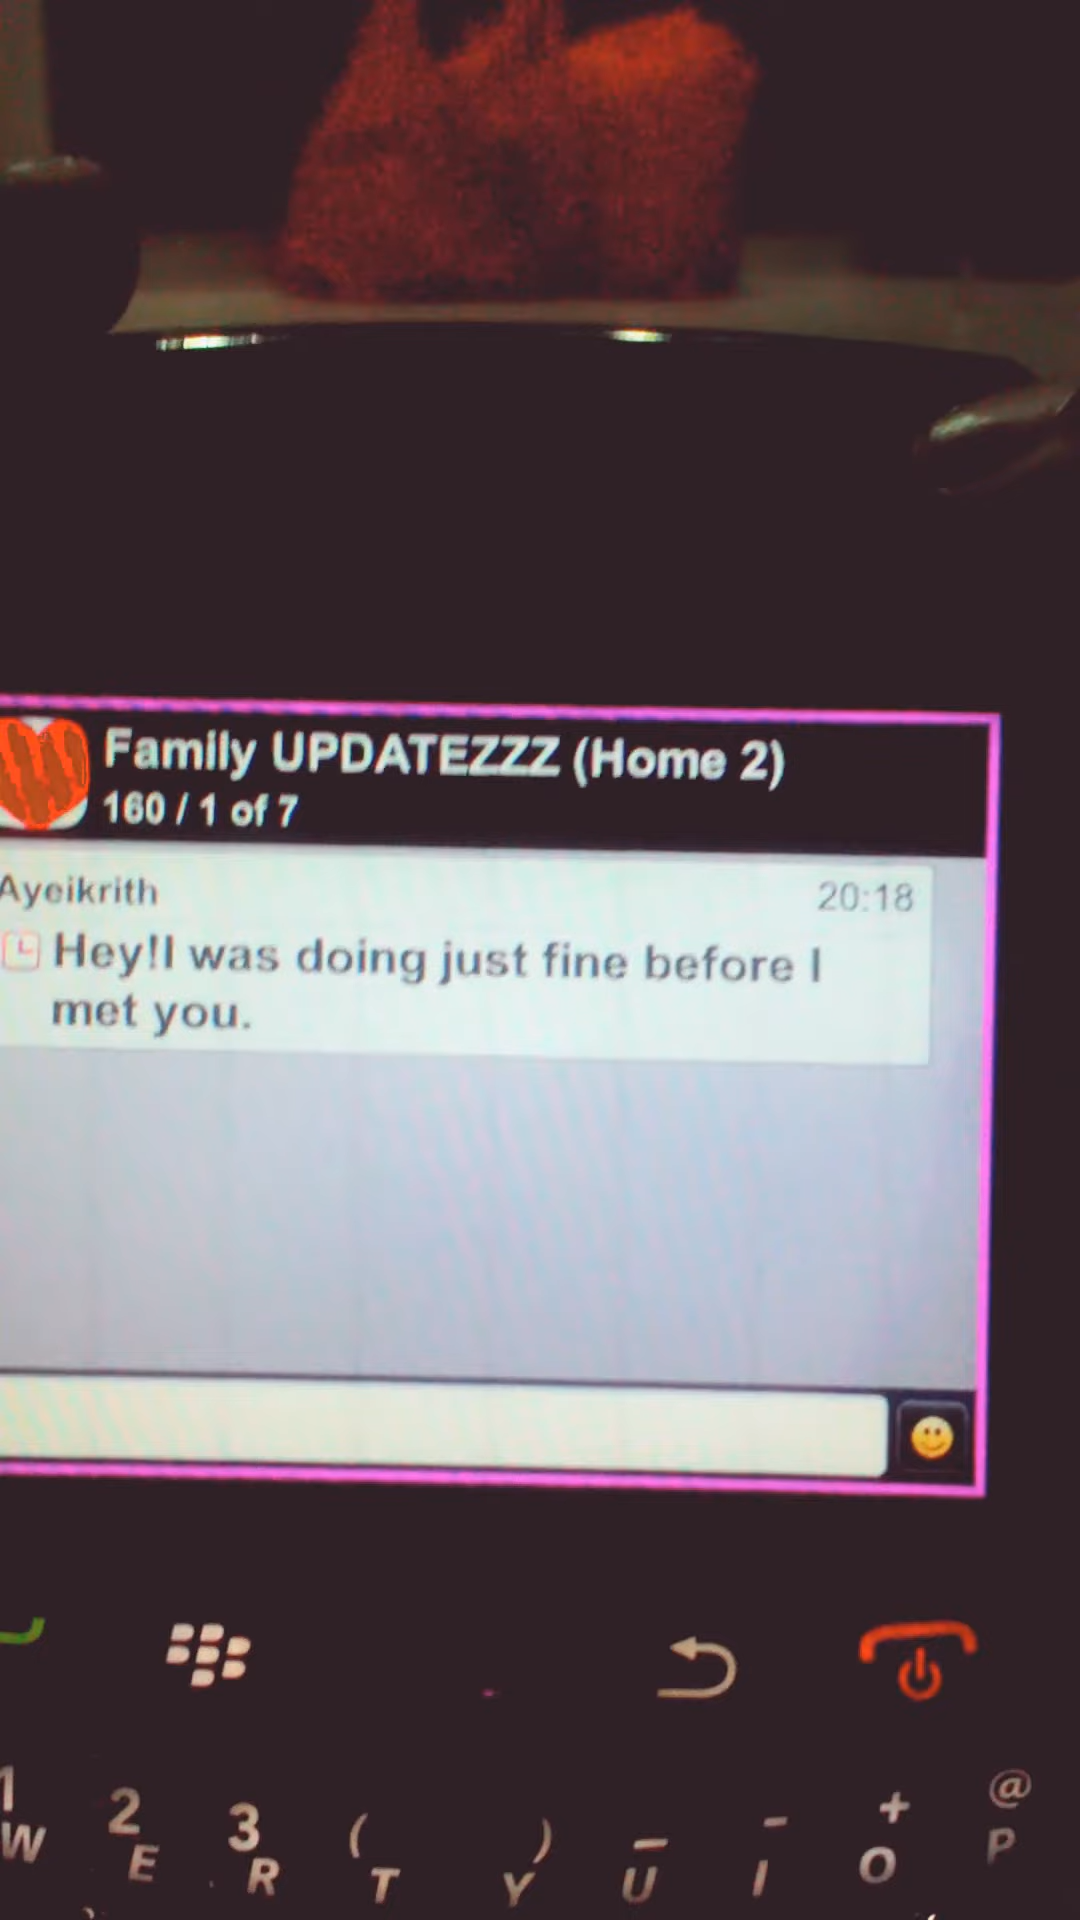 Family UPDATEZZZ (Home 2)
160 / 1 of 7
Ayeikrith 20:18
Hey!I was doing just fine before I
met you.
1 2 3 ( ) _ - + @
W E R T Y U I O P